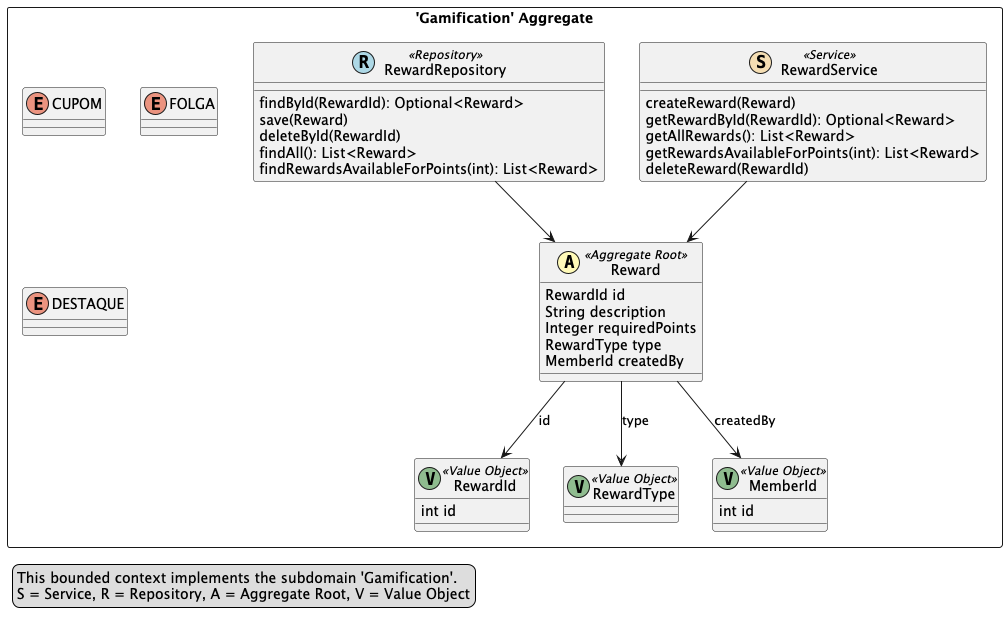 'Gamification' Aggregate
E CUPOM
E FOLGA
R «Repository»
RewardRepository
findById(RewardId): Optional<Reward>
save(Reward)
deleteById(RewardId)
findAll(): List<Reward>
findRewardsAvailableForPoints(int): List<Reward>
S «Service»
RewardService
createReward(Reward)
getRewardById(RewardId): Optional<Reward>
getAllRewards(): List<Reward>
getRewardsAvailableForPoints(int): List<Reward>
deleteReward(RewardId)
E DESTAQUE
A «Aggregate Root»
Reward
RewardId id
String description
Integer requiredPoints
RewardType type
MemberId createdBy
id
type
createdBy
V «Value Object»
RewardId
int id
V «Value Object»
RewardType
V «Value Object»
MemberId
int id
This bounded context implements the subdomain 'Gamification'.
S = Service, R = Repository, A = Aggregate Root, V = Value Object